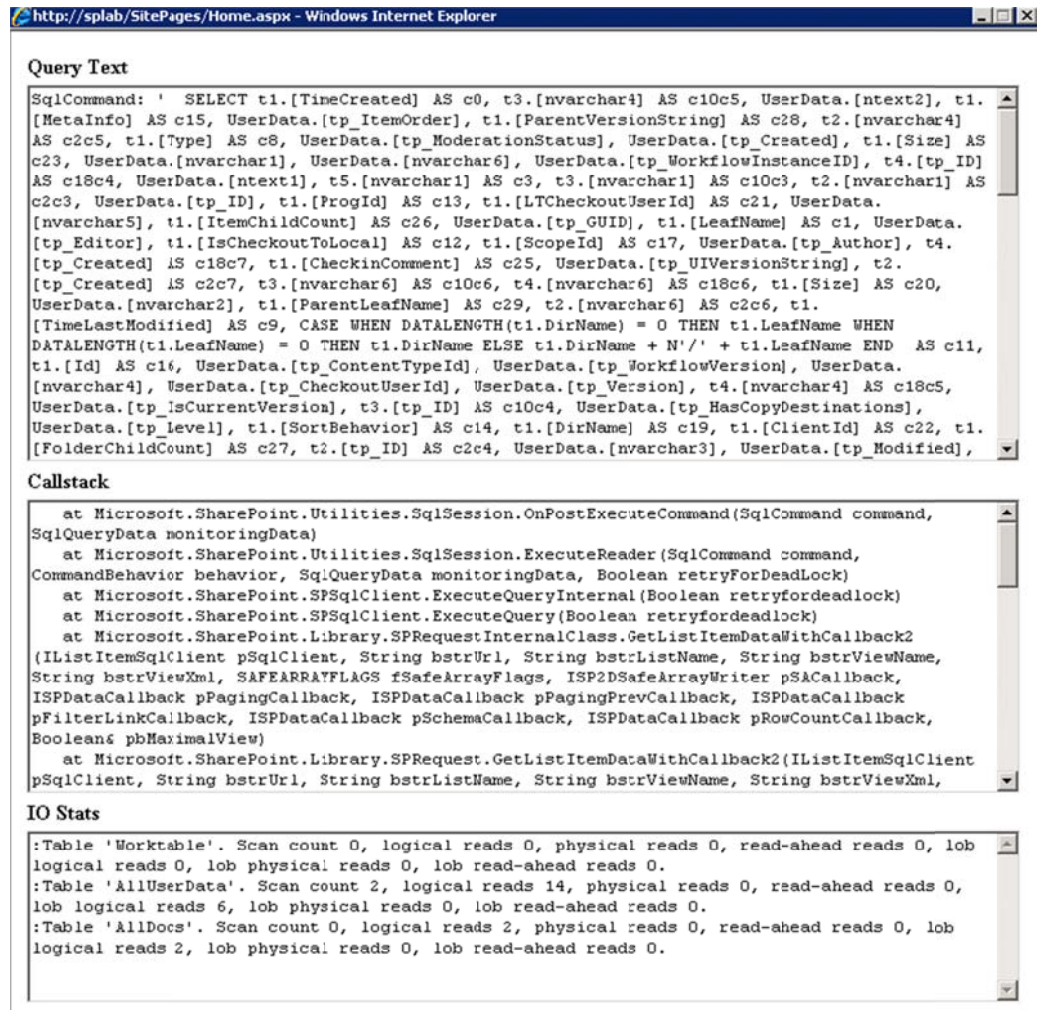 http://splab/SitePages/Home.aspx - Windows Internet Explorer
Query Text
SqlCommand: '  SELECT t1.[TimeCreated] AS c0, t3.[nvarchar4] AS c10c5, UserData.[ntext2], t1.
[MetaInfo] AS c15, UserData.[tp_ItemOrder], t1.[ParentVersionString] AS c28, t2.[nvarchar4]
AS c2c5, t1.[Type] AS c8, UserData.[tp_ModerationStatus], UserData.[tp_Created], t1.[Size] AS
c23, UserData.[nvarchar1], UserData.[nvarchar6], UserData.[tp_WorkflowInstanceID], t4.[tp_ID]
AS c18c4, UserData.[ntext1], t5.[nvarchar1] AS c3, t3.[nvarchar1] AS c10c3, t2.[nvarchar1] AS
c2c3, UserData.[tp_ID], t1.[ProgId] AS c13, t1.[LTCheckoutUserId] AS c21, UserData.
[nvarchar5], t1.[ItemChildCount] AS c26, UserData.[tp_GUID], t1.[LeafName] AS c1, UserData.
[tp_Editor], t1.[IsCheckoutToLocal] AS c12, t1.[ScopeId] AS c17, UserData.[tp_Author], t4.
[tp_Created] AS c18c7, t1.[CheckinComment] AS c25, UserData.[tp_UIVersionString], t2.
[tp_Created] AS c2c7, t3.[nvarchar6] AS c10c6, t4.[nvarchar6] AS c18c6, t1.[Size] AS c20,
UserData.[nvarchar2], t1.[ParentLeafName] AS c29, t2.[nvarchar6] AS c2c6, t1.
[TimeLastModified] AS c9, CASE WHEN DATALENGTH(t1.DirName) = 0 THEN t1.LeafName WHEN
DATALENGTH(t1.LeafName) = 0 THEN t1.DirName ELSE t1.DirName + N'/' + t1.LeafName END  AS c11,
t1.[Id] AS c16, UserData.[tp_ContentTypeId], UserData.[tp_WorkflowVersion], UserData.
[nvarchar4], UserData.[tp_CheckoutUserId], UserData.[tp_Version], t4.[nvarchar4] AS c18c5,
UserData.[tp_IsCurrentVersion], t3.[tp_ID] AS c10c4, UserData.[tp_HasCopyDestinations],
UserData.[tp_Level], t1.[SortBehavior] AS c14, t1.[DirName] AS c19, t1.[ClientId] AS c22, t1.
[FolderChildCount] AS c27, t2.[tp_ID] AS c2c4, UserData.[nvarchar3], UserData.[tp_Modified],
Callstack
at Microsoft.SharePoint.Utilities.SqlSession.OnPostExecuteCommand(SqlCommand command,
SqlQueryData monitoringData)
at Microsoft.SharePoint.Utilities.SqlSession.ExecuteReader(SqlCommand command,
CommandBehavior behavior, SqlQueryData monitoringData, Boolean retryForDeadLock)
at Microsoft.SharePoint.SPSqlClient.ExecuteQueryInternal(Boolean retryfordeadlock)
at Microsoft.SharePoint.SPSqlClient.ExecuteQuery(Boolean retryfordeadlock)
at Microsoft.SharePoint.Library.SPRequestInternalClass.GetListItemDataWithCallback2
(IListItemSqlClient pSqlClient, String bstrUrl, String bstrListName, String bstrViewName,
String bstrViewXml, SAFEARRAYFLAGS fSafeArrayFlags, ISP2DSafeArrayWriter pSACallback,
ISPDataCallback pPagingCallback, ISPDataCallback pPagingPrevCallback, ISPDataCallback
pFilterLinkCallback, ISPDataCallback pSchemaCallback, ISPDataCallback pRowCountCallback,
Boolean& pbMaximalView)
at Microsoft.SharePoint.Library.SPRequest.GetListItemDataWithCallback2(IListItemSqlClient
pSqlClient, String bstrUrl, String bstrListName, String bstrViewName, String bstrViewXml,
IO Stats
:Table 'Worktable'. Scan count 0, logical reads 0, physical reads 0, read-ahead reads 0, lob
logical reads 0, lob physical reads 0, lob read-ahead reads 0.
:Table 'AllUserData'. Scan count 2, logical reads 14, physical reads 0, read-ahead reads 0,
lob logical reads 6, lob physical reads 0, lob read-ahead reads 0.
:Table 'AllDocs'. Scan count 0, logical reads 2, physical reads 0, read-ahead reads 0, lob
logical reads 2, lob physical reads 0, lob read-ahead reads 0.